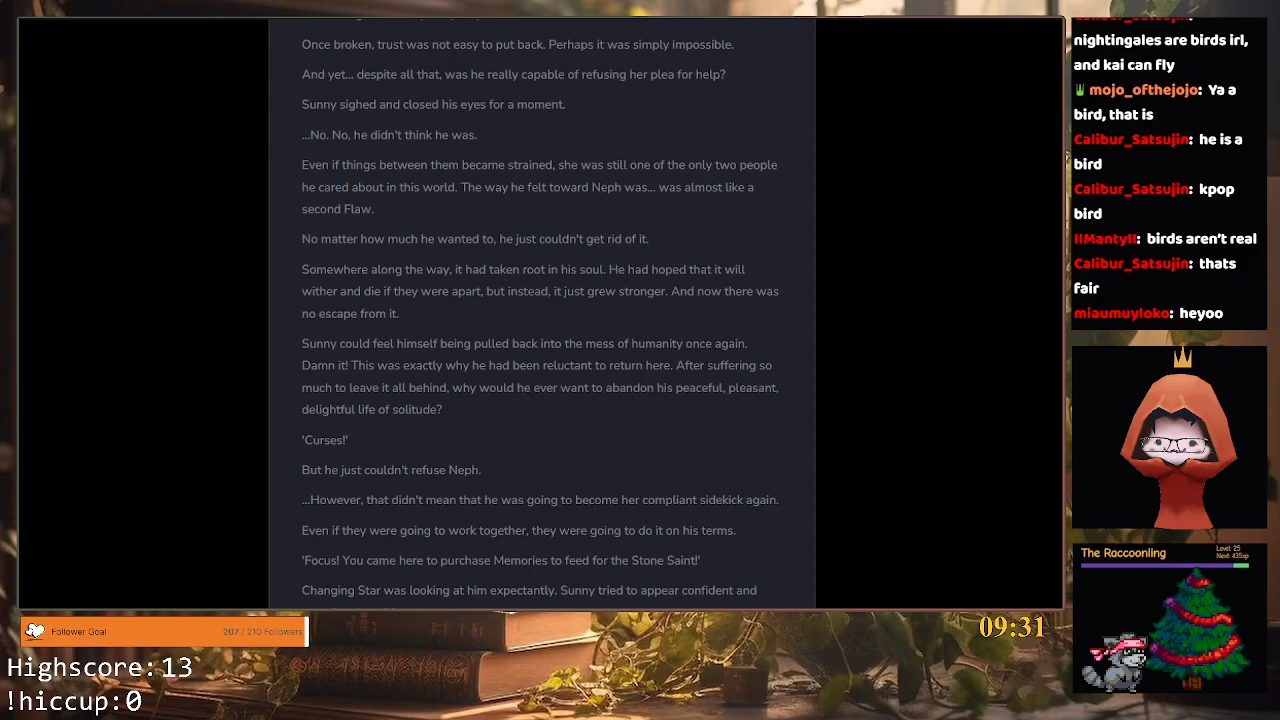 Once broken, trust was not easy to put back. Perhaps it was simply impossible.
And yet... despite all that, was he really capable of refusing her plea for help?
Sunny sighed and closed his eyes for a moment.
...No. No, he didn't think he was.
Even if things between them became strained, she was still one of the only two people
he cared about in this world. The way he felt toward Neph was... was almost like a
second Flaw.
No matter how much he wanted to, he just couldn't get rid of it.
Somewhere along the way, it had taken root in his soul. He had hoped that it will
wither and die if they were apart, but instead, it just grew stronger. And now there was
no escape from it.
Sunny could feel himself being pulled back into the mess of humanity once again.
Damn it! This was exactly why he had been reluctant to return here. After suffering so
much to leave it all behind, why would he ever want to abandon his peaceful, pleasant,
delightful life of solitude?
'Curses!'
But he just couldn't refuse Neph.
...However, that didn't mean that he was going to become her compliant sidekick again.
Even if they were going to work together, they were going to do it on his terms.
'Focus! You came here to purchase Memories to feed for the Stone Saint!'
Changing Star was looking at him expectantly. Sunny tried to appear confident and
Calibur_Satsujin:
nightingales are birds irl,
and kai can fly
mojo_ofthejojo: Ya a
bird, that is
Calibur_Satsujin: he is a
bird
Calibur_Satsujin: kpop
bird
IIMantyII: birds aren't real
Calibur_Satsujin: thats
fair
miaumuyloko: heyoo
The Raccoonling
Level: 25
Next: 435xp
Follower Goal
207 / 210 Followers
09:31
Highscore:13
!hiccup:0